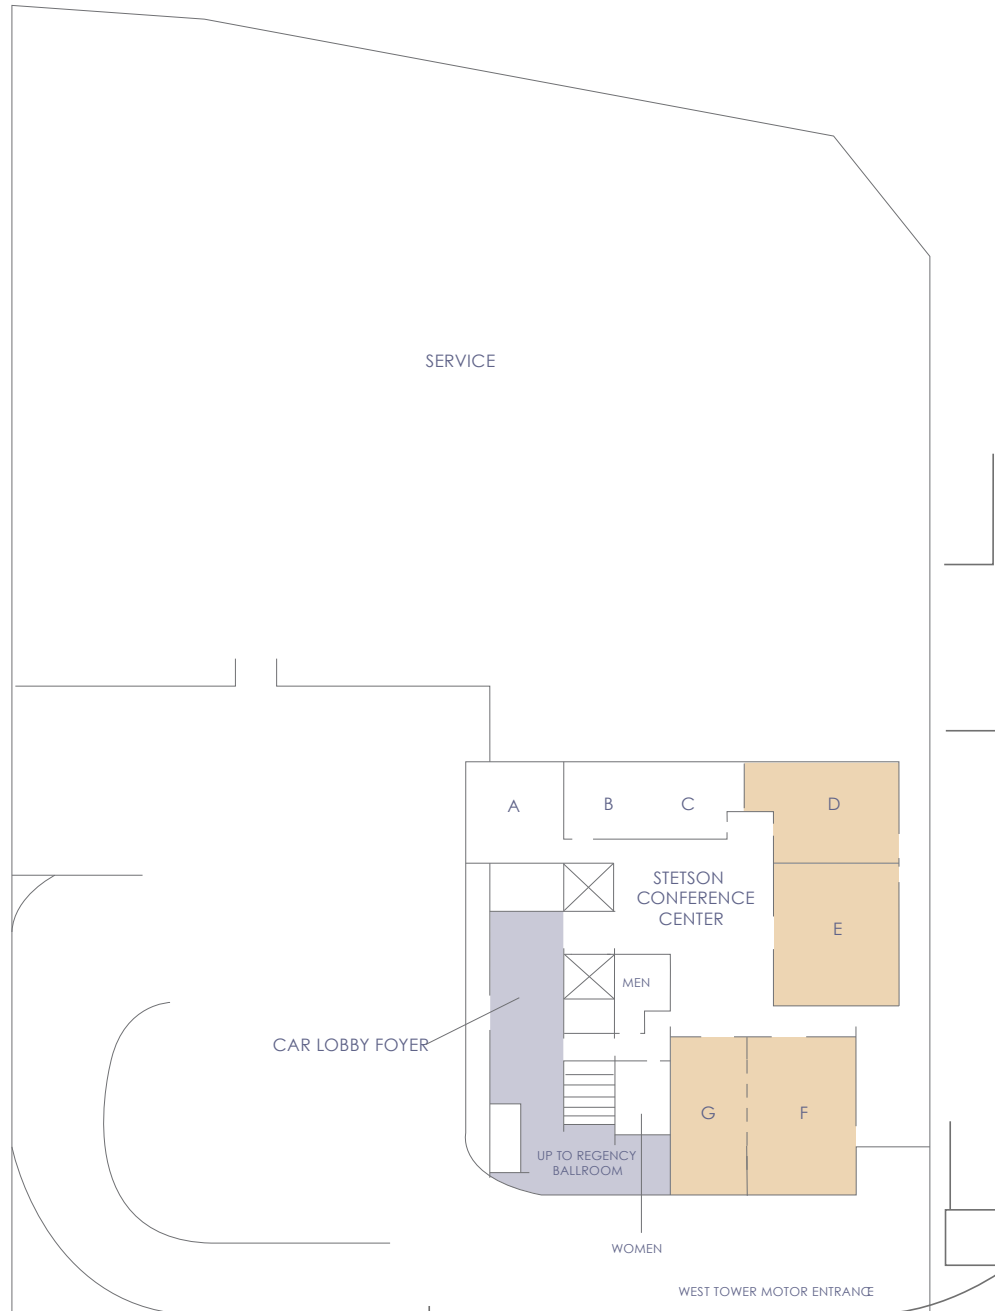 SERVICE
A
B
C
D
STETSON
CONFERENCE
CENTER
E
MEN
CAR LOBBY FOYER
G
F
UP TO REGENCY
BALLROOM
WOMEN
WEST TOWER MOTOR ENTRANCE